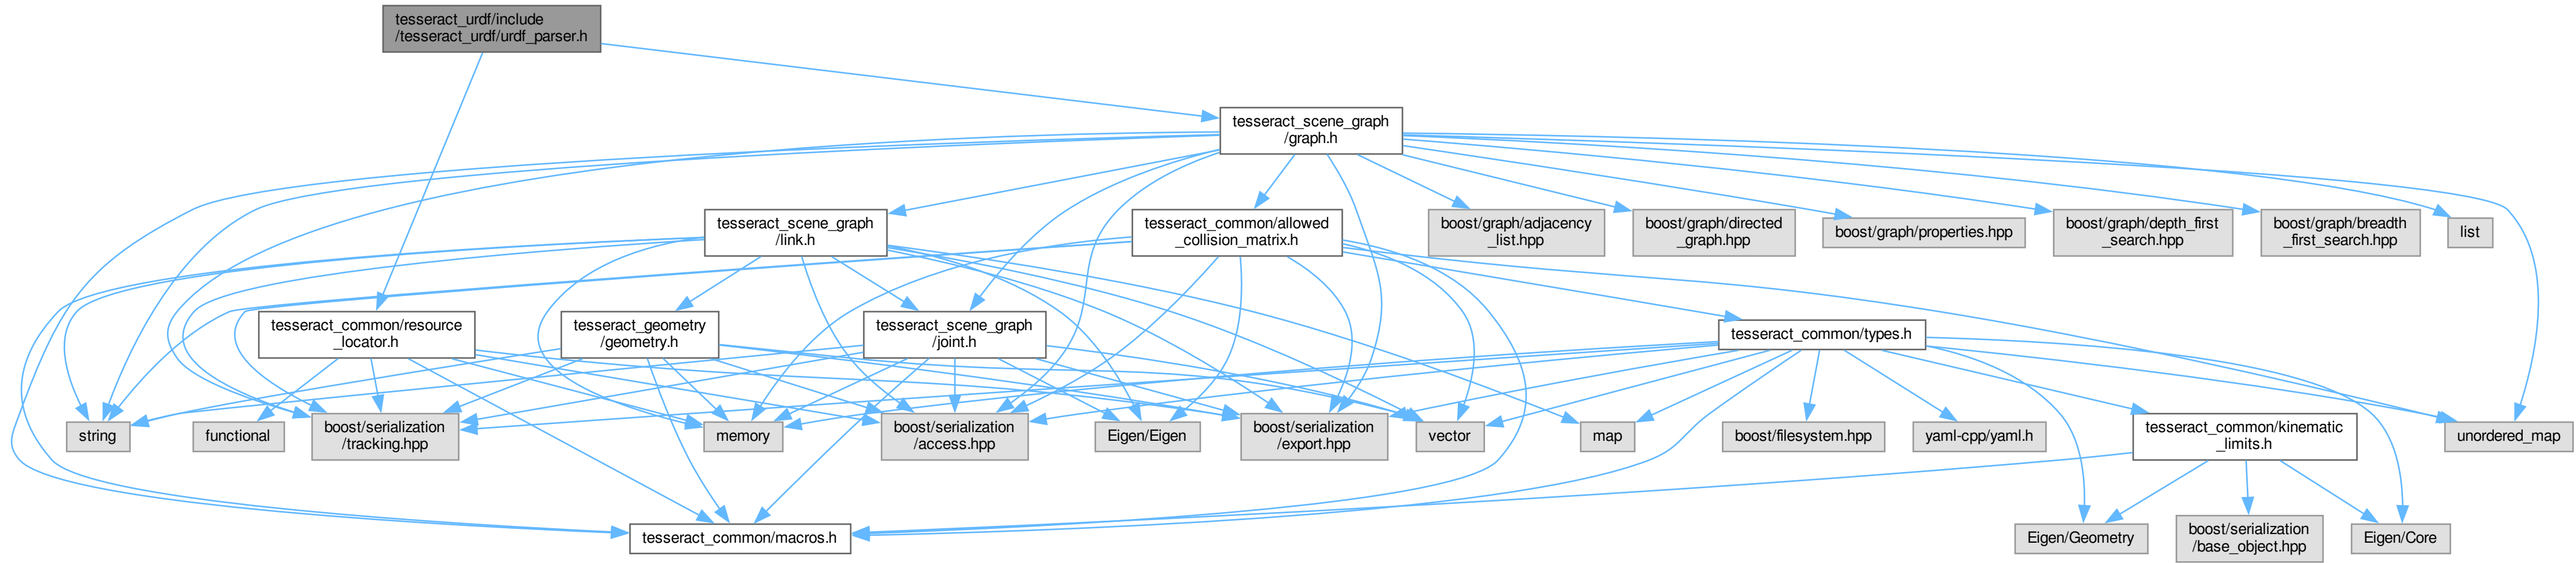 tesseract_urdf/include
/tesseract_urdf/urdf_parser.h
tesseract_scene_graph
/graph.h
tesseract_scene_graph
/link.h
tesseract_common/allowed
_collision_matrix.h
boost/graph/adjacency
_list.hpp
boost/graph/directed
_graph.hpp
boost/graph/properties.hpp
boost/graph/depth_first
_search.hpp
boost/graph/breadth
_first_search.hpp
list
tesseract_common/resource
_locator.h
tesseract_geometry
/geometry.h
tesseract_scene_graph
/joint.h
tesseract_common/types.h
string
functional
boost/serialization
/tracking.hpp
memory
boost/serialization
/access.hpp
Eigen/Eigen
boost/serialization
/export.hpp
vector
map
boost/filesystem.hpp
yaml-cpp/yaml.h
tesseract_common/kinematic
_limits.h
unordered_map
tesseract_common/macros.h
Eigen/Geometry
boost/serialization
/base_object.hpp
Eigen/Core